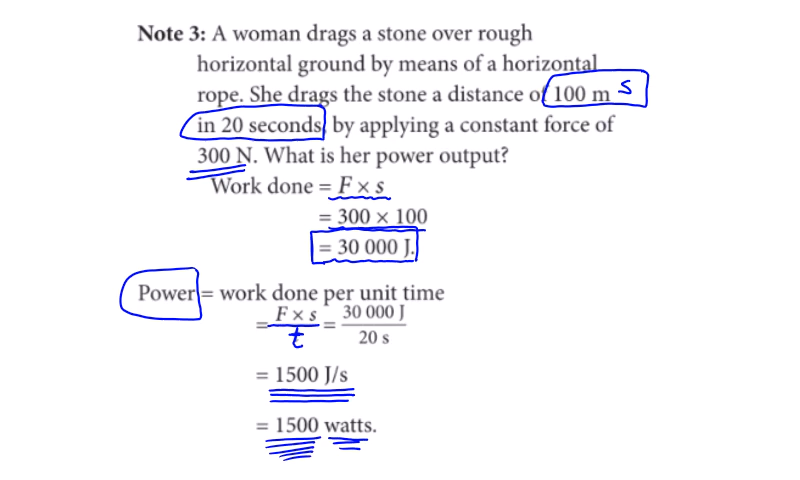 Note 3: A woman drags a stone over rough
horizontal ground by means of a horizontal
rope. She drags the stone a distance of 100 m s
in 20 seconds, by applying a constant force of
300 N. What is her power output?
Work done = F × s
= 300 × 100
= 30 000 J.
Power = work done per unit time
= F × s / t = 30 000 J / 20 s
= 1500 J/s
= 1500 watts.